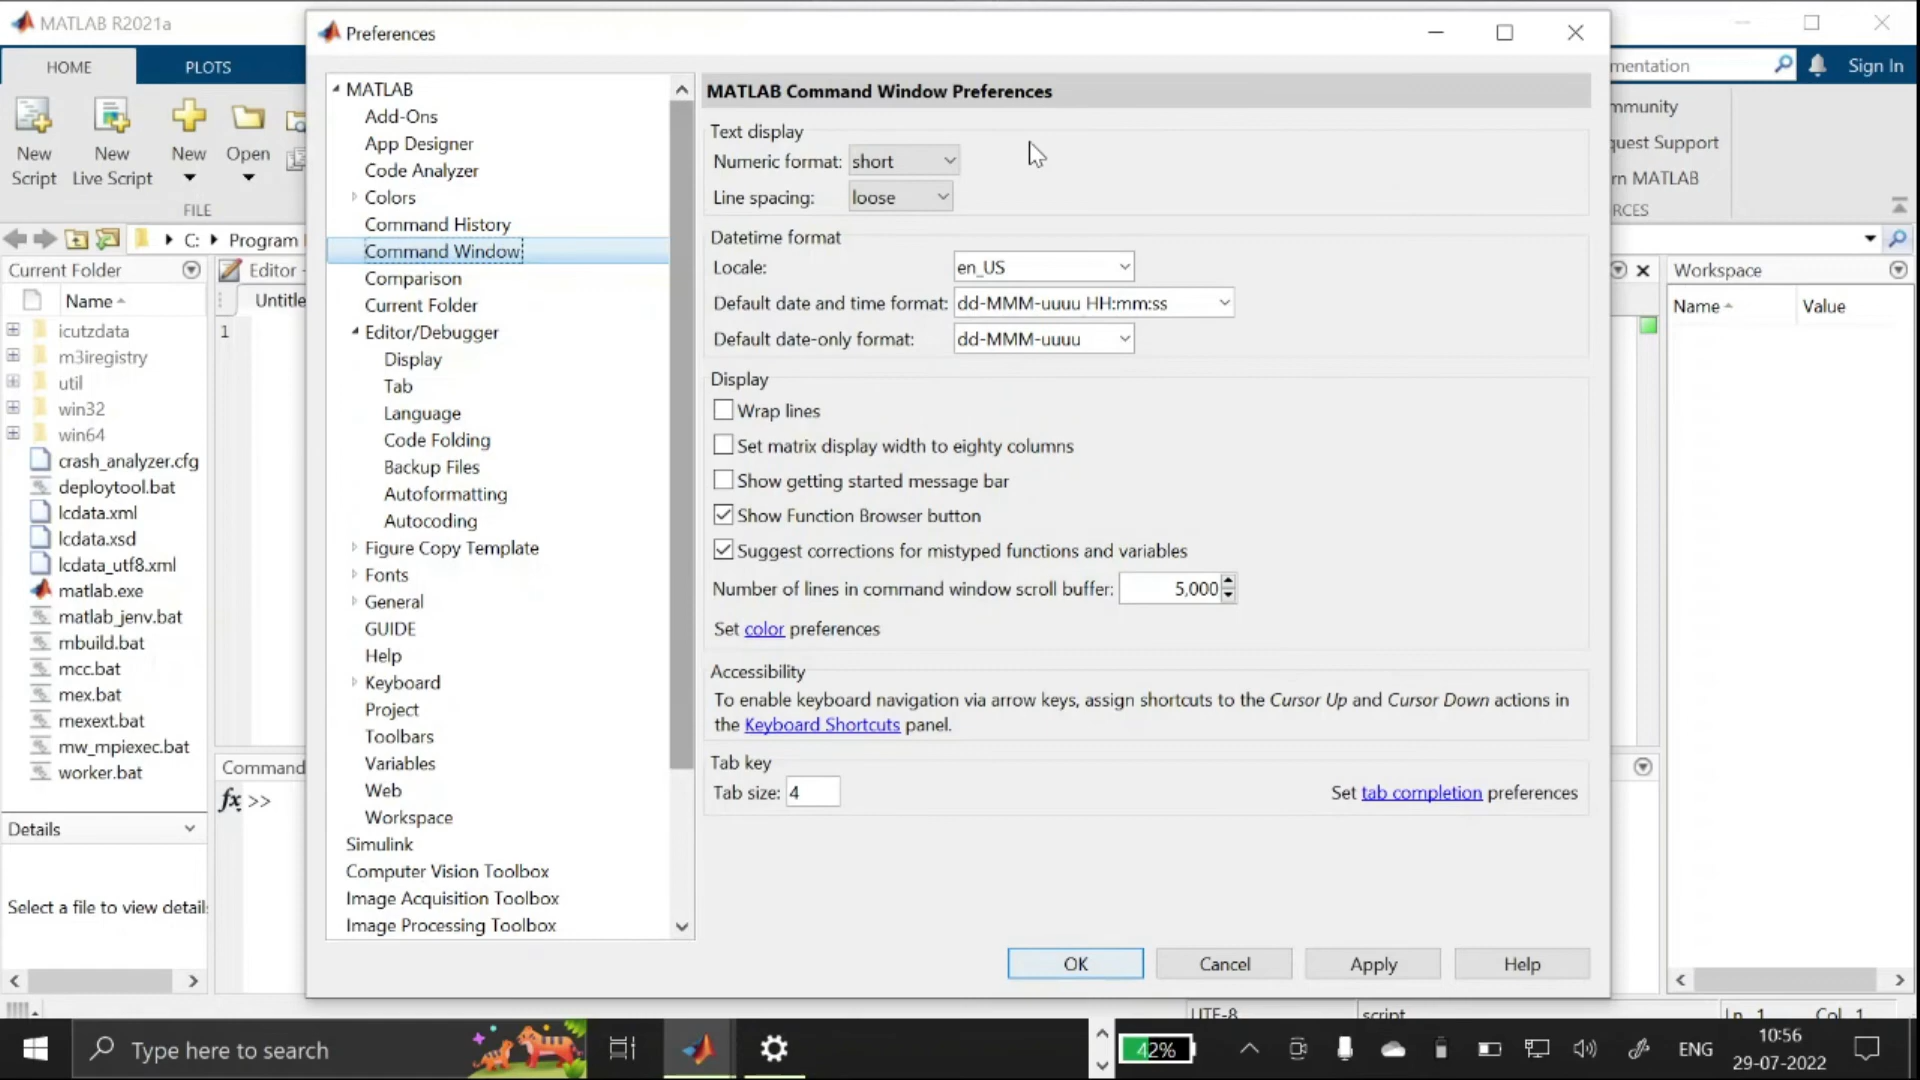 MATLAB R2021a
HOME
PLOTS
mentation
Sign In
New Script
New Live Script
New
Open
FILE
mmunity
quest Support
rn MATLAB
RCES
C:
Program
Current Folder
Name
icutzdata
m3iregistry
util
win32
win64
crash_analyzer.cfg
deploytool.bat
lcdata.xml
lcdata.xsd
lcdata_utf8.xml
matlab.exe
matlab_jenv.bat
mbuild.bat
mcc.bat
mex.bat
mexext.bat
mw_mpiexec.bat
worker.bat
Details
Select a file to view detail
Editor -
Untitle
1
Command
fx >>
Preferences
MATLAB
Add-Ons
App Designer
Code Analyzer
Colors
Command History
Command Window
Comparison
Current Folder
Editor/Debugger
Display
Tab
Language
Code Folding
Backup Files
Autoformatting
Autocoding
Figure Copy Template
Fonts
General
GUIDE
Help
Keyboard
Project
Toolbars
Variables
Web
Workspace
Simulink
Computer Vision Toolbox
Image Acquisition Toolbox
Image Processing Toolbox
MATLAB Command Window Preferences
Text display
Numeric format: short
Line spacing: loose
Datetime format
Locale: en_US
Default date and time format: dd-MMM-uuuu HH:mm:ss
Default date-only format: dd-MMM-uuuu
Display
Wrap lines
Set matrix display width to eighty columns
Show getting started message bar
Show Function Browser button
Suggest corrections for mistyped functions and variables
Number of lines in command window scroll buffer: 5,000
Set color preferences
Accessibility
To enable keyboard navigation via arrow keys, assign shortcuts to the Cursor Up and Cursor Down actions in
the Keyboard Shortcuts panel.
Tab key
Tab size: 4
Set tab completion preferences
OK
Cancel
Apply
Help
Workspace
Name
Value
UTF-8
script
Ln 1
Col 1
Type here to search
42%
ENG
10:56
29-07-2022